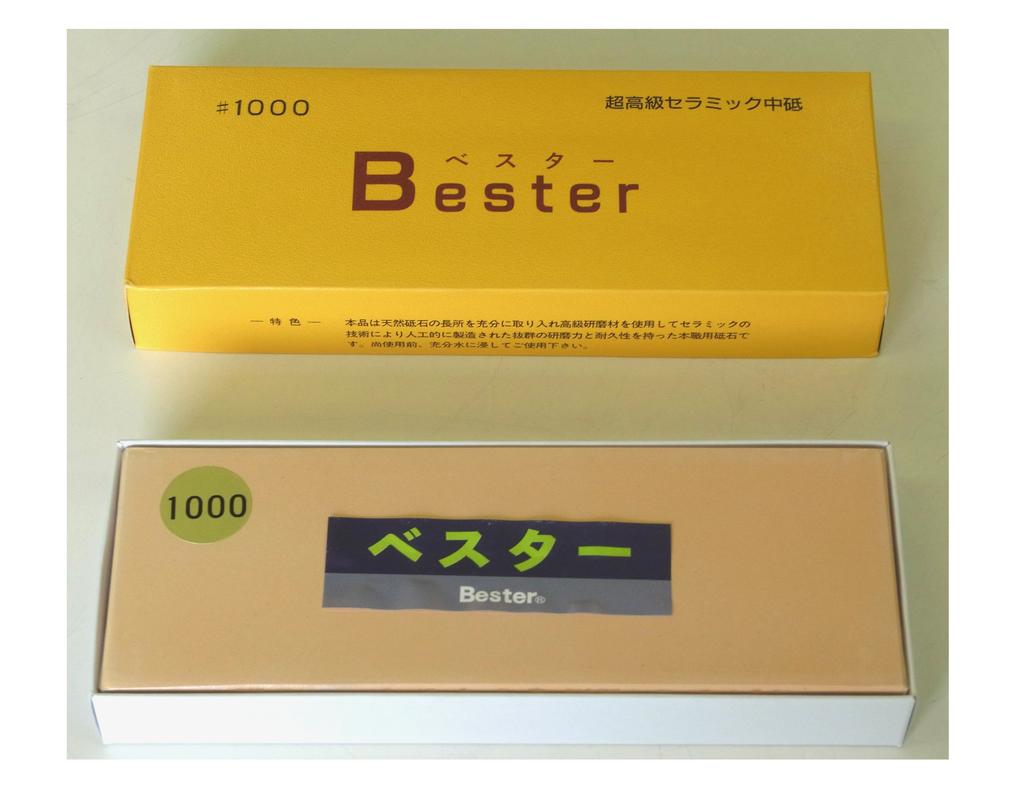 #1000
超高級セラミック中砥
ベスター
Bester
— 特色 —
本品は天然砥石の長所を充分に取り入れ高級研磨材を使用してセラミックの
技術により人工的に製造された抜群の研磨力と耐久性を持った本職用砥石で
す。尚使用前、充分水に浸してご使用下さい。
1000
ベスター
Bester®